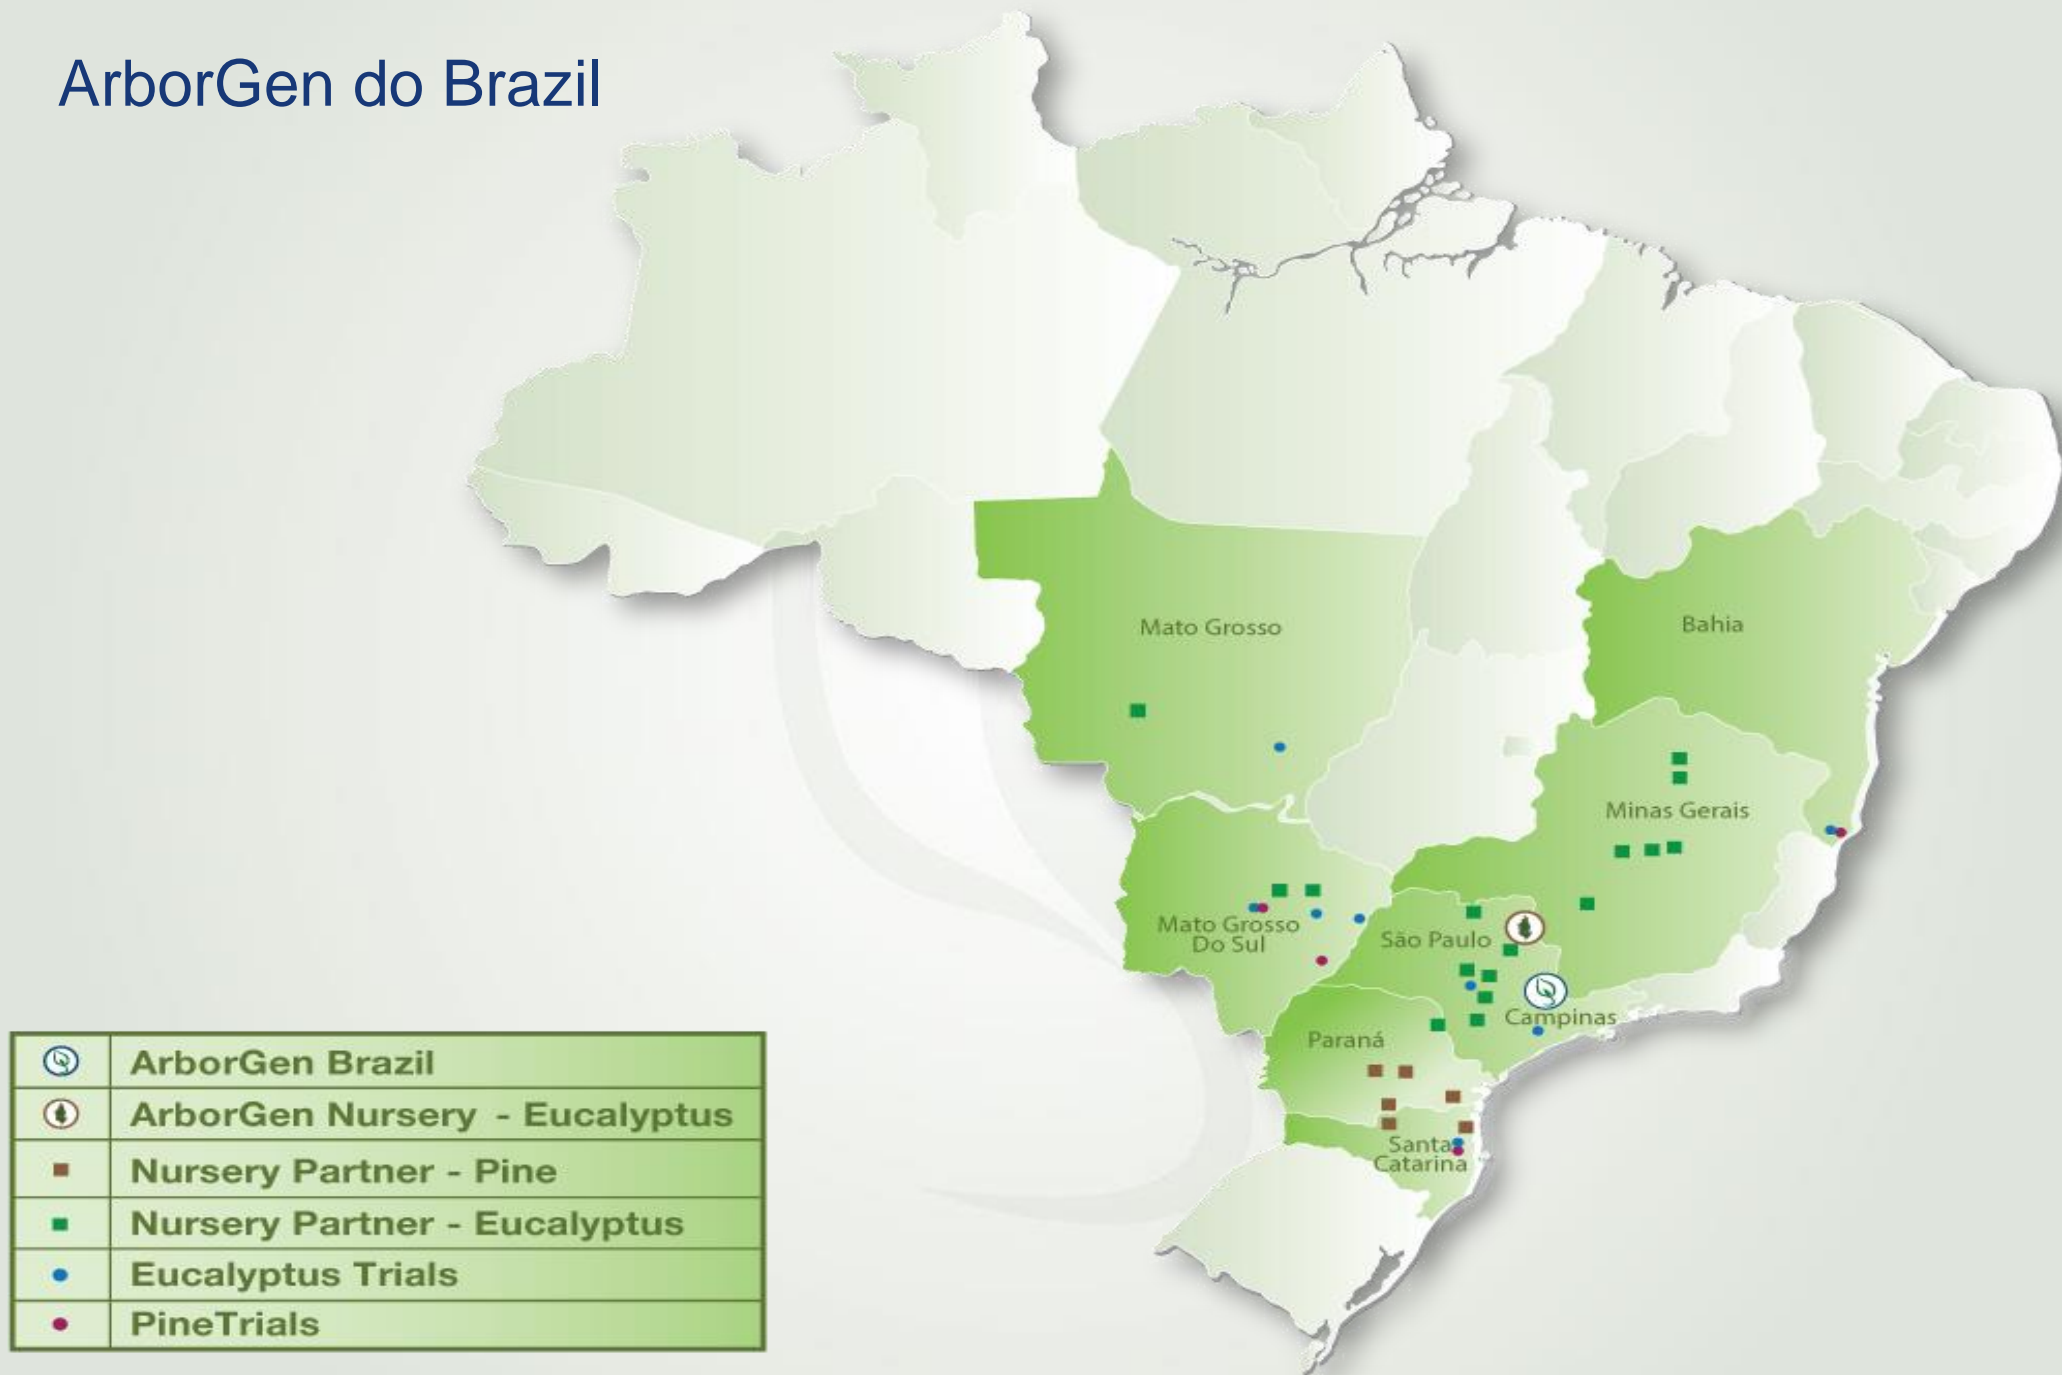 ArborGen do Brazil
Mato Grosso
Bahia
Minas Gerais
Mato Grosso
Do Sul
São Paulo
Campinas
Paraná
Santa
Catarina
ArborGen Brazil
ArborGen Nursery - Eucalyptus
Nursery Partner - Pine
Nursery Partner - Eucalyptus
Eucalyptus Trials
PineTrials